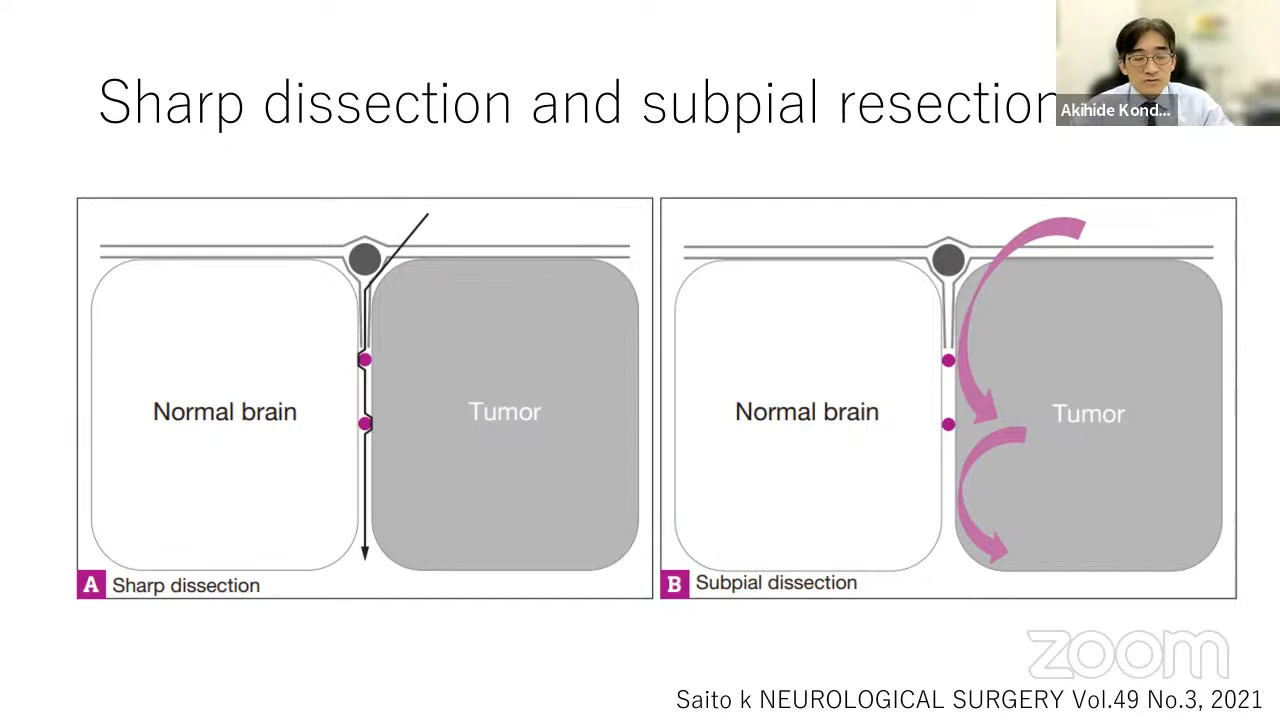 Sharp dissection and subpial resection
Akihide Kond...
Normal brain
Tumor
A Sharp dissection
Normal brain
Tumor
B Subpial dissection
zoom
Saito k NEUROLOGICAL SURGERY Vol.49 No.3, 2021